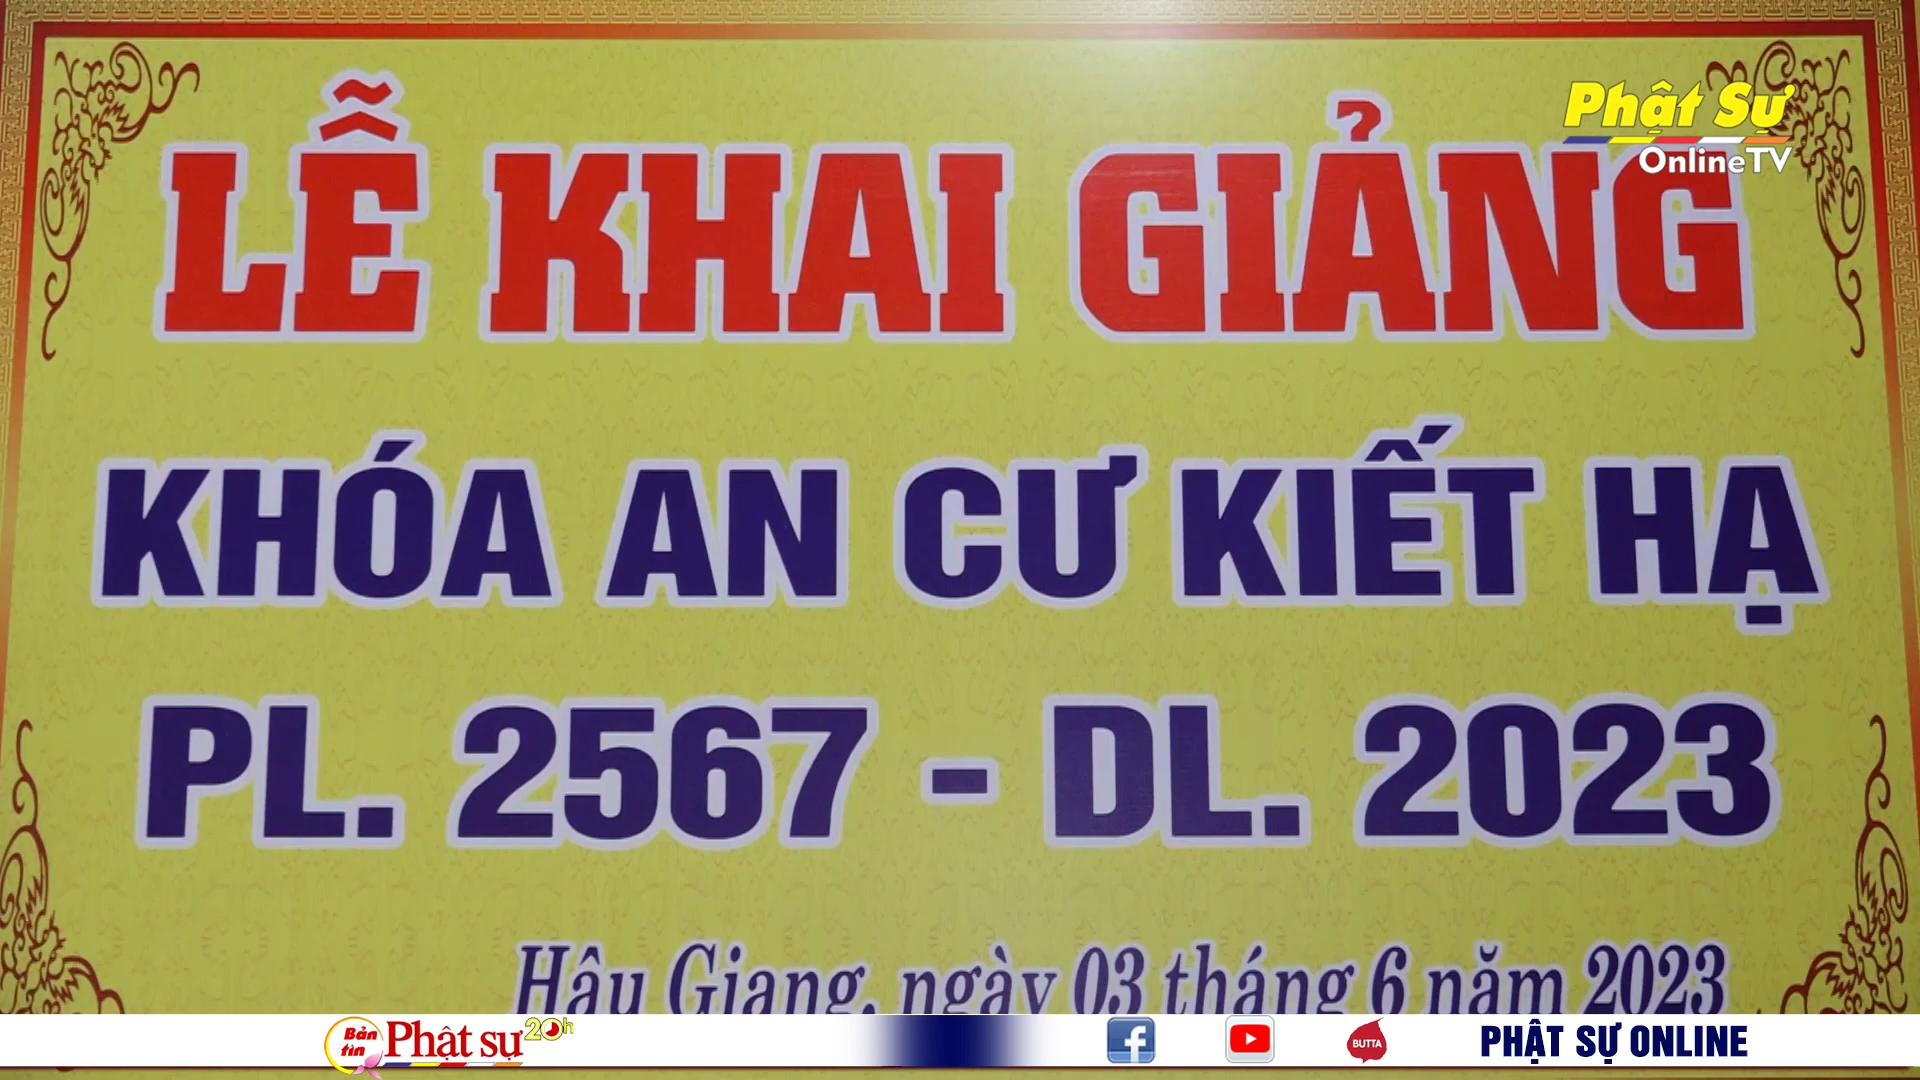 Phật Sự
OnlineTV
LỄ KHAI GIẢNG
KHÓA AN CƯ KIẾT HẠ
PL. 2567 - DL. 2023
Hậu Giang, ngày 03 tháng 6 năm 2023
Bản tin Phật sự 20h
BUTTA
PHẬT SỰ ONLINE